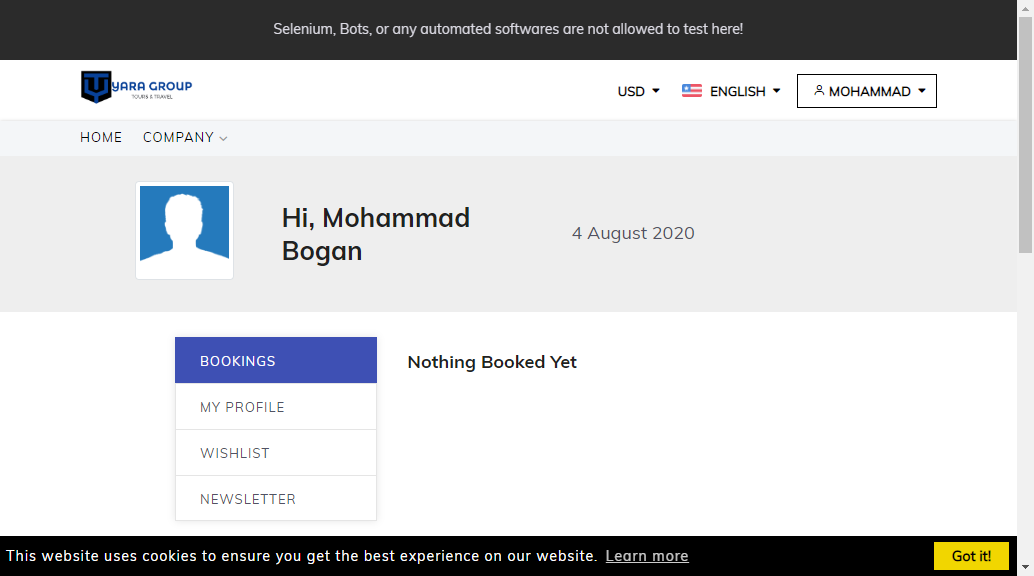 Selenium, Bots, or any automated softwares are not allowed to test here!
YARA GROUP
TOURS & TRAVEL
USD
ENGLISH
MOHAMMAD
HOME
COMPANY
Hi, Mohammad
Bogan
4 August 2020
BOOKINGS
Nothing Booked Yet
MY PROFILE
WISHLIST
NEWSLETTER
This website uses cookies to ensure you get the best experience on our website. Learn more
Got it!